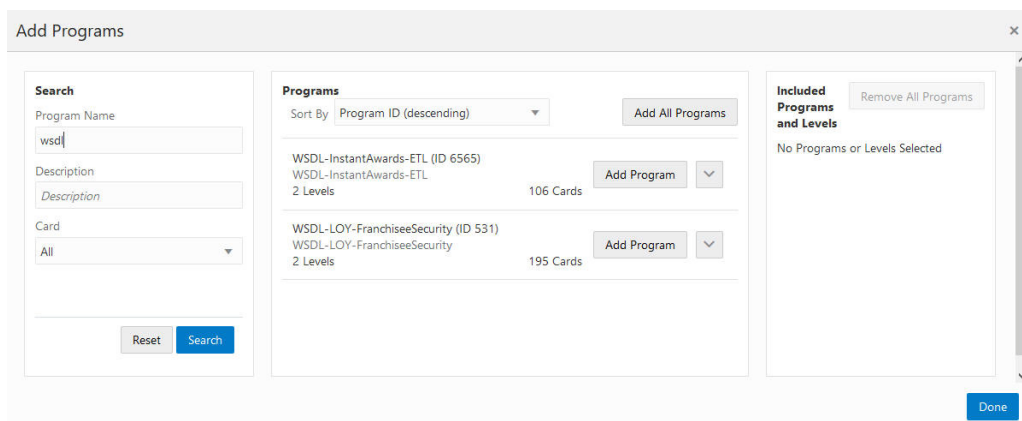 Add Programs
×
Search
Program Name
wsdl
Description
Description
Card
All
Reset
Search
Programs
Sort By Program ID (descending)
Add All Programs
WSDL-InstantAwards-ETL (ID 6565)
WSDL-InstantAwards-ETL
2 Levels
106 Cards
Add Program
WSDL-LOY-FranchiseeSecurity (ID 531)
WSDL-LOY-FranchiseeSecurity
2 Levels
195 Cards
Add Program
Included
Programs
and Levels
Remove All Programs
No Programs or Levels Selected
Done